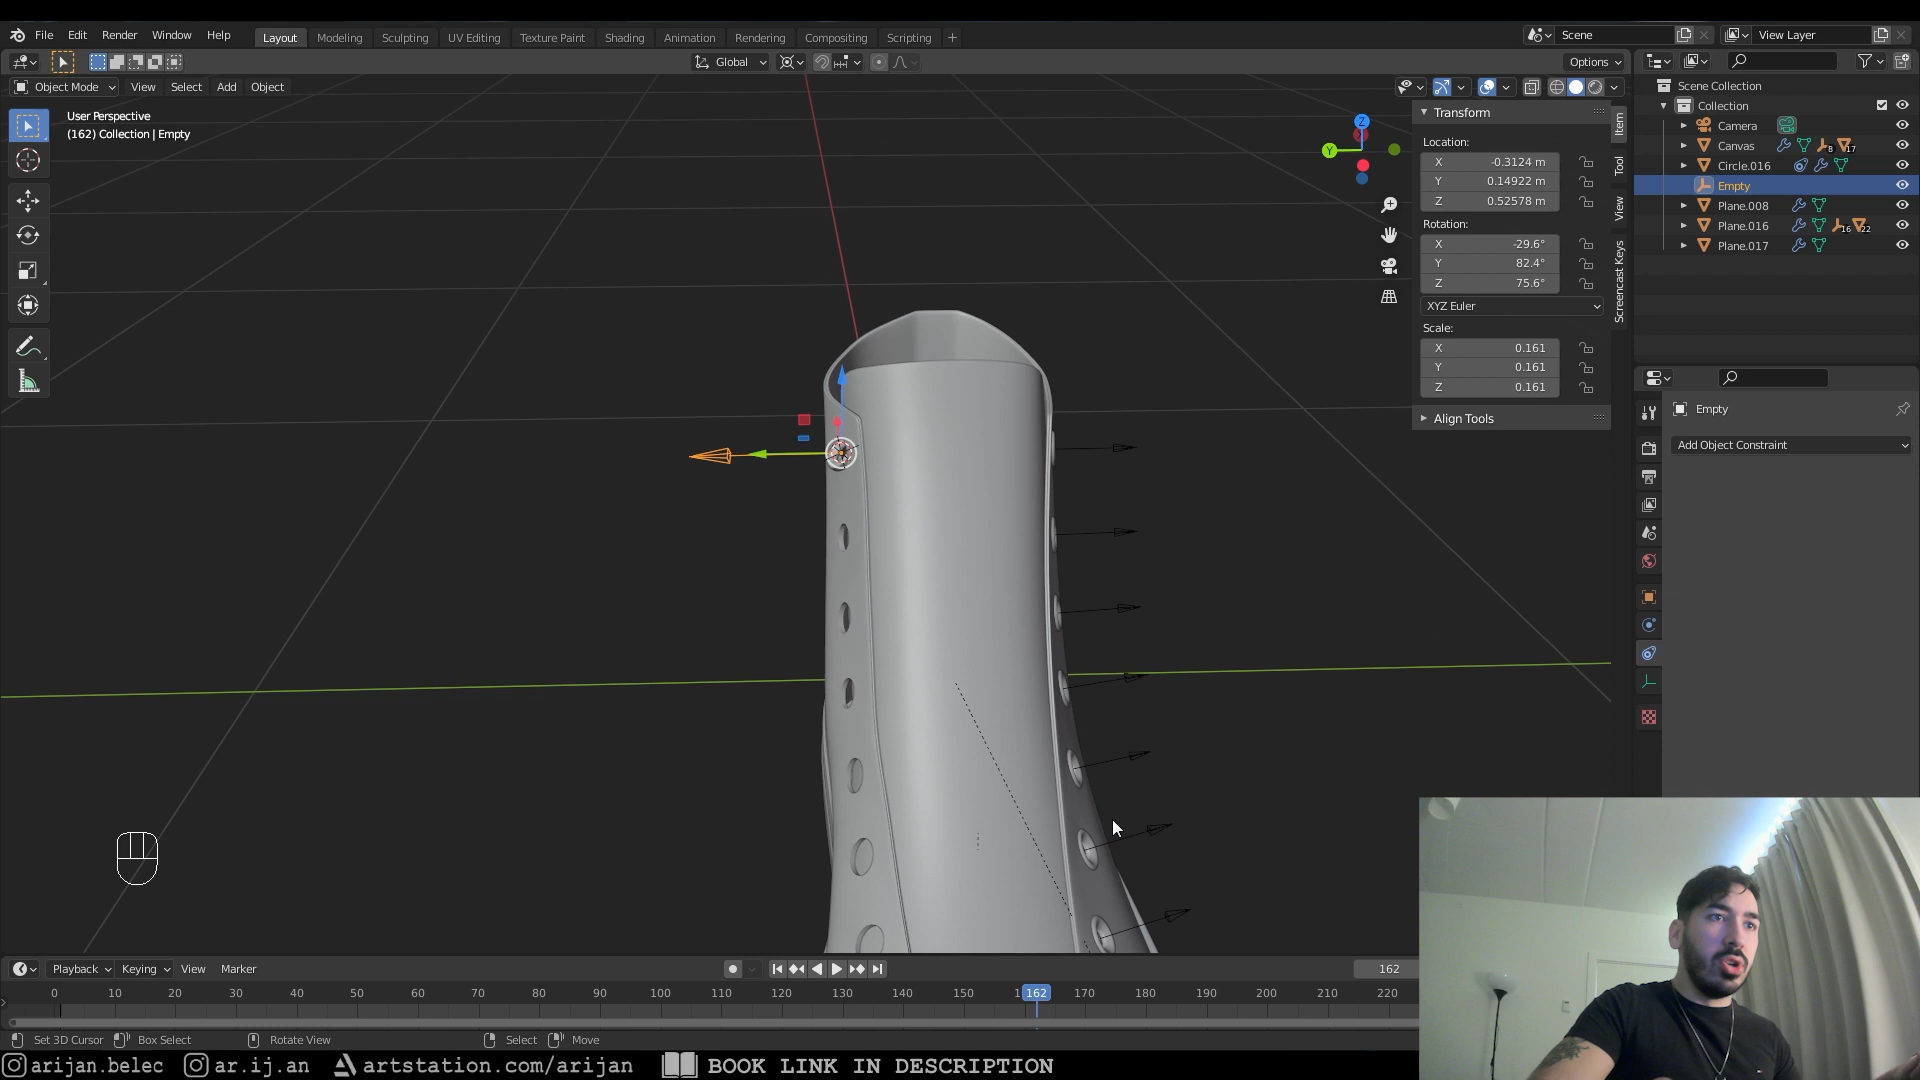 File Edit Render Window Help
Layout Modeling Sculpting UV Editing Texture Paint Shading Animation Rendering Compositing Scripting +
Scene
View Layer
Global
Options
Object Mode View Select Add Object
User Perspective
(162) Collection | Empty
Z
Y
Transform
Location:
X -0.3124 m
Y 0.14922 m
Z 0.52578 m
Rotation:
X -29.6°
Y 82.4°
Z 75.6°
XYZ Euler
Scale:
X 0.161
Y 0.161
Z 0.161
Align Tools
Item
Tool
View
Screencast Keys
Scene Collection
Collection
Camera
Canvas 8 17
Circle.016
Empty
Plane.008
Plane.016 16 22
Plane.017
Empty
Add Object Constraint
Playback Keying View Marker
162
0 10 20 30 40 50 60 70 80 90 100 110 120 130 140 150 162 170 180 190 200 210 220
Set 3D Cursor Box Select Rotate View Select Move
arijan.belec ar.ij.an artstation.com/arijan BOOK LINK IN DESCRIPTION